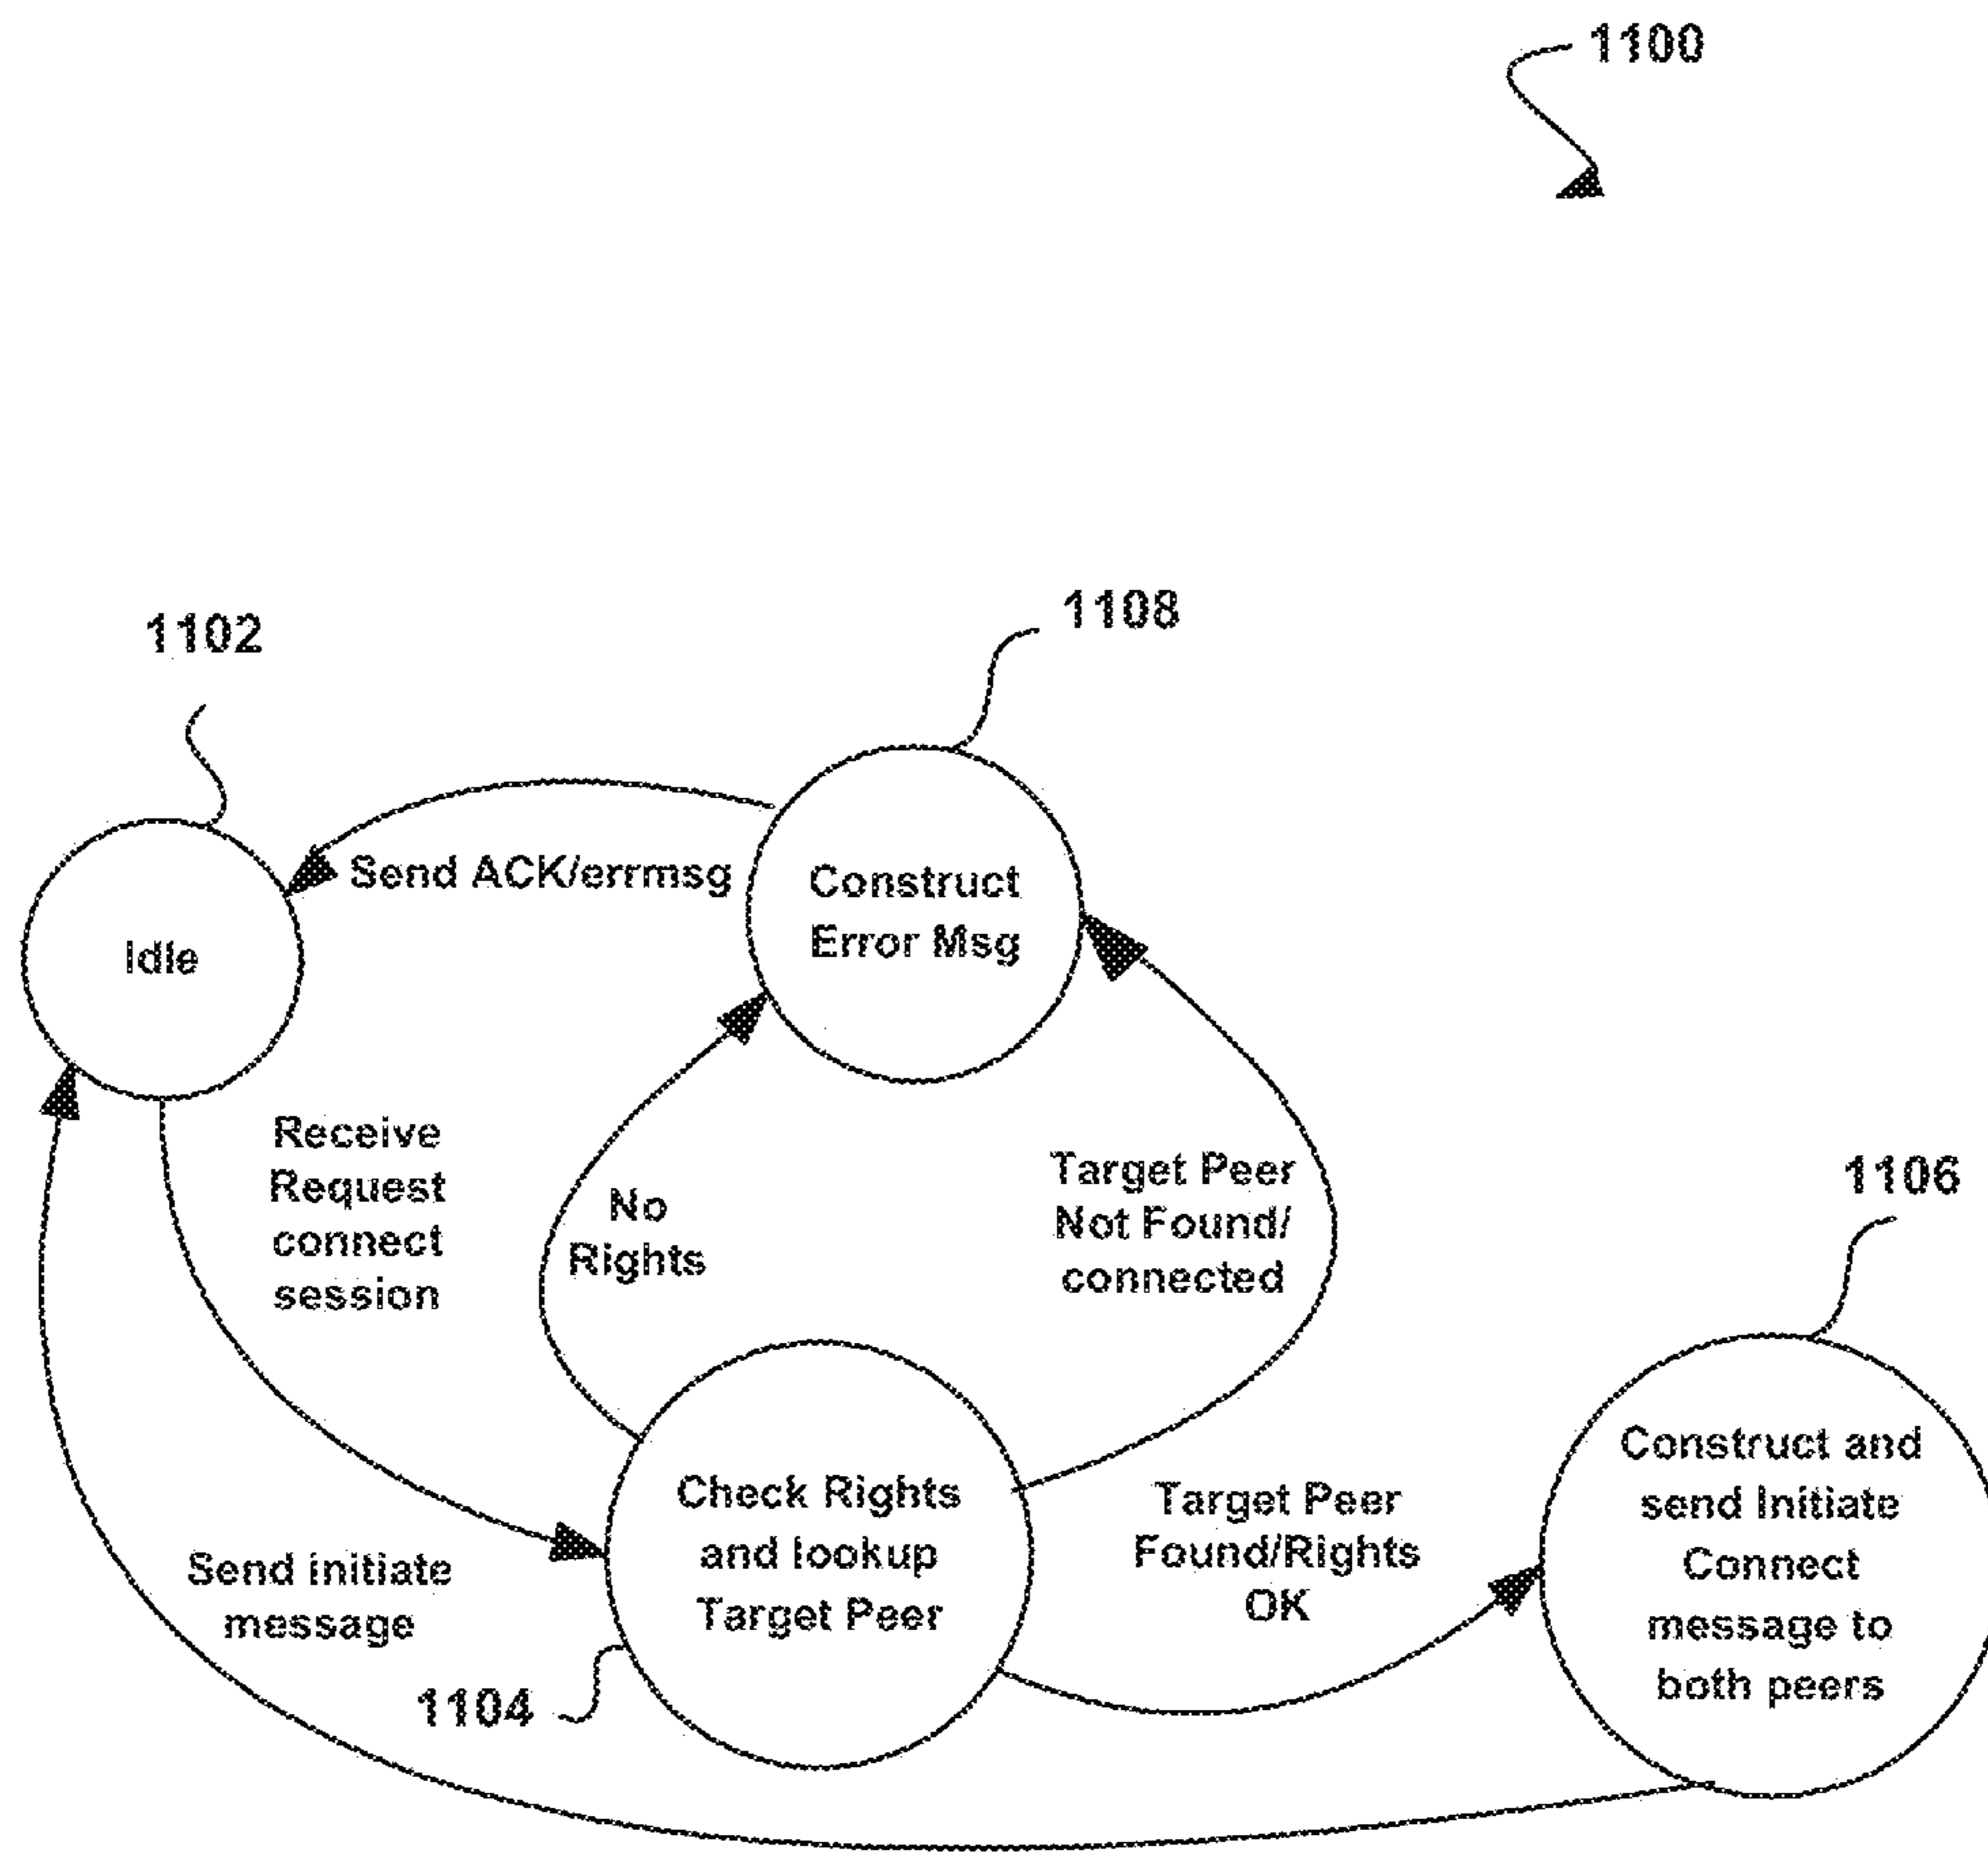 1100
1102
1108
Send ACK/errmsg
Construct
Error Msg
Idle
Receive
Request
connect
session
No
Rights
Target Peer
Not Found/
connected
1106
Check Rights
and lookup
Target Peer
Target Peer
Found/Rights
OK
Construct and
send Initiate
Connect
message to
both peers
Send initiate
message
1104